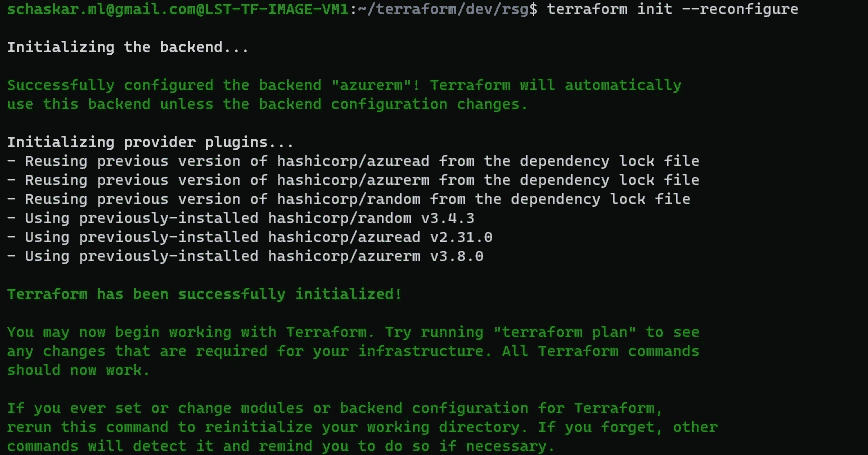 schaskar.ml@gmail.com@LST-TF-IMAGE-VM1:~/terraform/dev/rsg$ terraform init --reconfigure
Initializing the backend...
Successfully configured the backend "azurerm"! Terraform will automatically
use this backend unless the backend configuration changes.
Initializing provider plugins...
- Reusing previous version of hashicorp/azuread from the dependency lock file
- Reusing previous version of hashicorp/azurerm from the dependency lock file
- Reusing previous version of hashicorp/random from the dependency lock file
- Using previously-installed hashicorp/random v3.4.3
- Using previously-installed hashicorp/azuread v2.31.0
- Using previously-installed hashicorp/azurerm v3.8.0
Terraform has been successfully initialized!
You may now begin working with Terraform. Try running "terraform plan" to see
any changes that are required for your infrastructure. All Terraform commands
should now work.
If you ever set or change modules or backend configuration for Terraform,
rerun this command to reinitialize your working directory. If you forget, other
commands will detect it and remind you to do so if necessary.